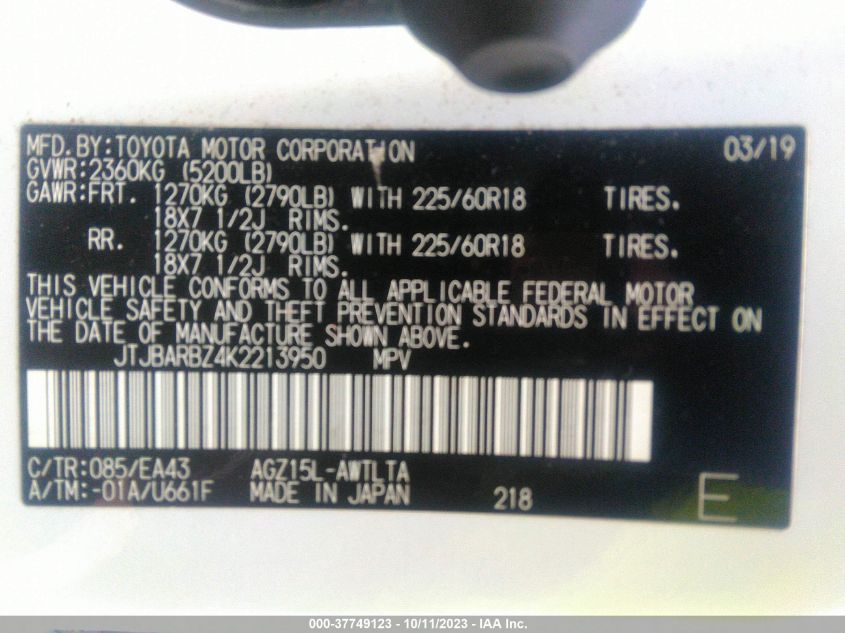 MFD.BY:TOYOTA MOTOR CORPORATION 03/19
GVWR:2360KG (5200LB)
GAWR:FRT. 1270KG (2790LB) WITH 225/60R18 TIRES.
18X7 1/2J RIMS.
RR. 1270KG (2790LB) WITH 225/60R18 TIRES.
18X7 1/2J RIMS.
THIS VEHICLE CONFORMS TO ALL APPLICABLE FEDERAL MOTOR
VEHICLE SAFETY AND THEFT PREVENTION STANDARDS IN EFFECT ON
THE DATE OF MANUFACTURE SHOWN ABOVE.
JTJBARBZ4K2213950 MPV
C/TR:085/EA43 AGZ15L-AWTLTA
A/TM:-01A/U661F MADE IN JAPAN 218 E
000-37749123 - 10/11/2023 - IAA Inc.